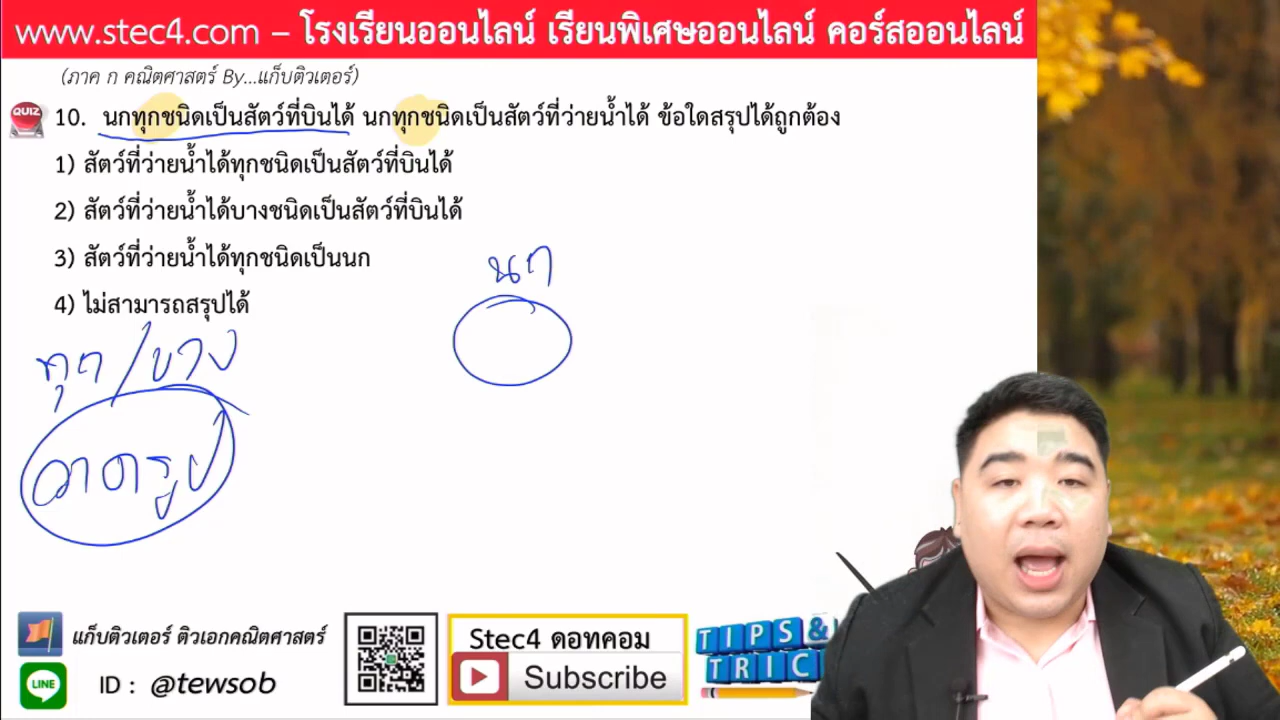 www.stec4.com – โรงเรียนออนไลน์ เรียนพิเศษออนไลน์ คอร์สออนไลน์
(ภาค ก คณิตศาสตร์ By...แก็บติวเตอร์)
QUIZ 10. นกทุกชนิดเป็นสัตว์ที่บินได้ นกทุกชนิดเป็นสัตว์ที่ว่ายน้ำได้ ข้อใดสรุปได้ถูกต้อง
1) สัตว์ที่ว่ายน้ำได้ทุกชนิดเป็นสัตว์ที่บินได้
2) สัตว์ที่ว่ายน้ำได้บางชนิดเป็นสัตว์ที่บินได้
3) สัตว์ที่ว่ายน้ำได้ทุกชนิดเป็นนก
นก
4) ไม่สามารถสรุปได้
ทุก/บาง
วาดรูป
แก็บติวเตอร์ ติวเอกคณิตศาสตร์
LINE ID : @tewsob
Stec4 ดอทคอม
Subscribe
TIPS &
TRIC